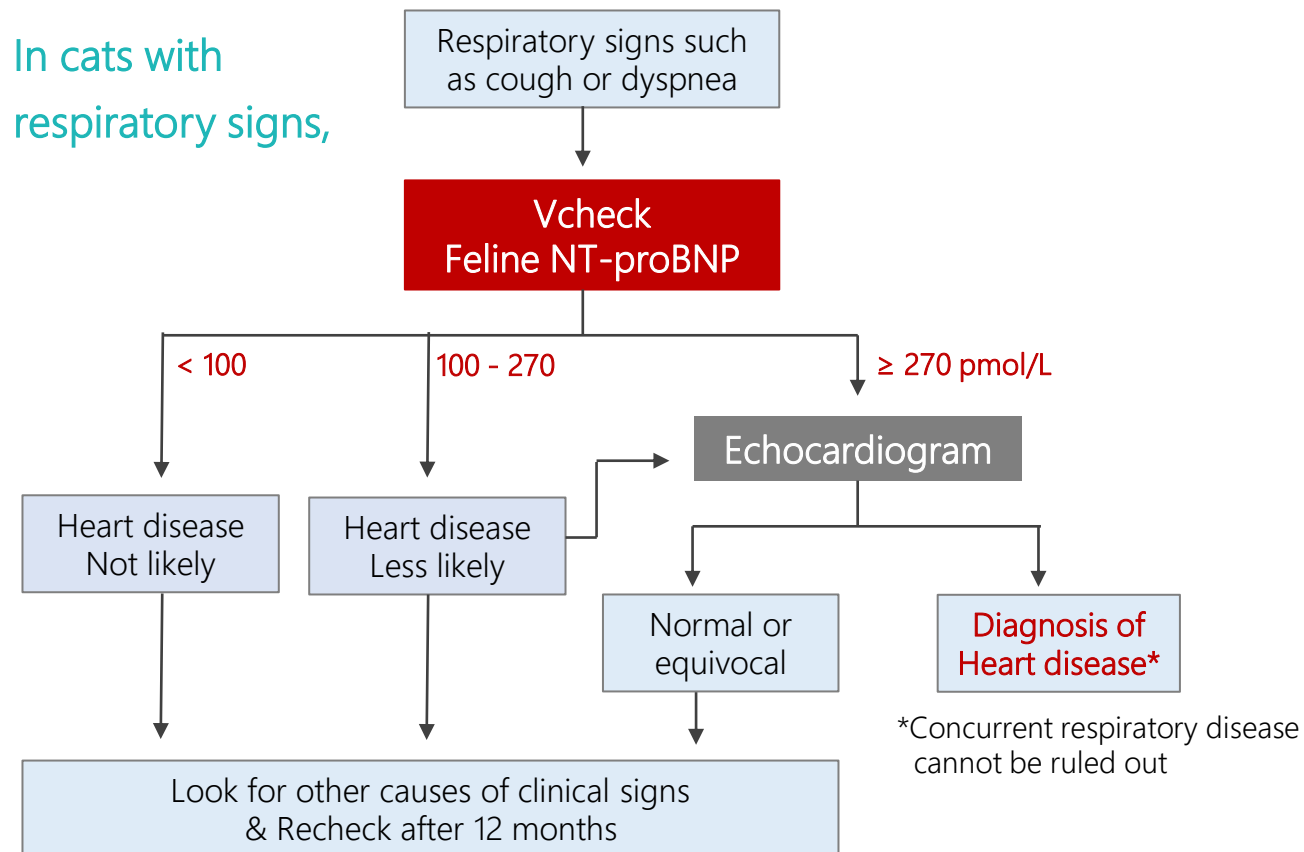 In cats with
respiratory signs,
Respiratory signs such
as cough or dyspnea
Vcheck
Feline NT-proBNP
< 100
100 - 270
≥ 270 pmol/L
Echocardiogram
Heart disease
Not likely
Heart disease
Less likely
Normal or
equivocal
Diagnosis of
Heart disease*
*Concurrent respiratory disease
cannot be ruled out
Look for other causes of clinical signs
& Recheck after 12 months